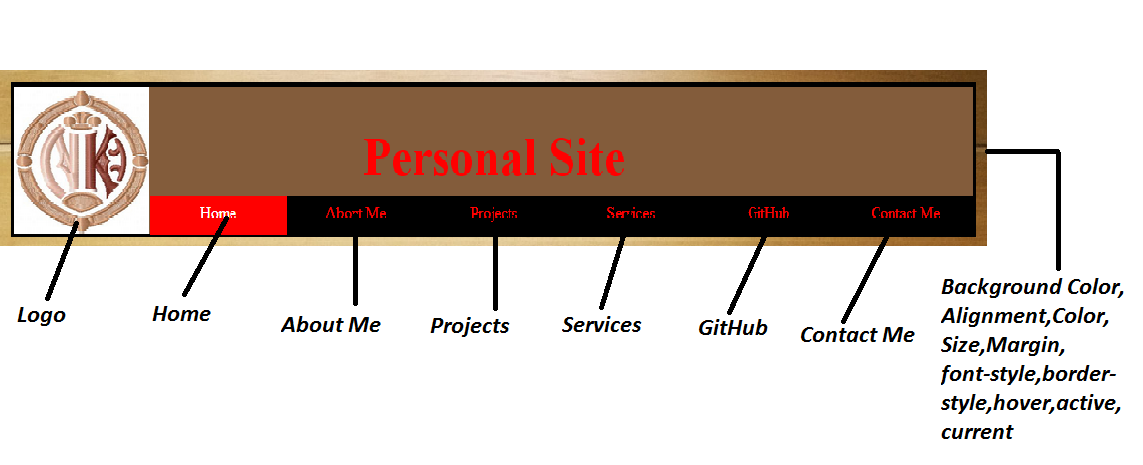 Personal Site
Home
About Me
Projects
Services
GitHub
Contact Me
Logo
Home
About Me
Projects
Services
GitHub
Contact Me
Background Color,
Alignment,Color,
Size,Margin,
font-style,border-
style,hover,active,
current